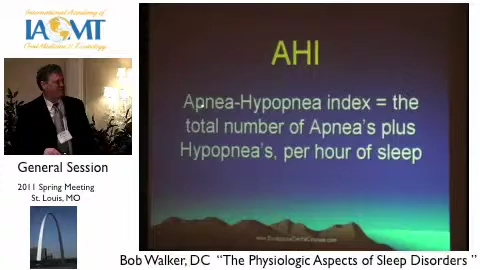 International Academy of
IAOMT
Oral Medicine & Toxicology
General Session
2011 Spring Meeting
St. Louis, MO
AHI
Apnea-Hypopnea index = the
total number of Apnea's plus
Hypopnea's, per hour of sleep
Bob Walker, DC "The Physiologic Aspects of Sleep Disorders "